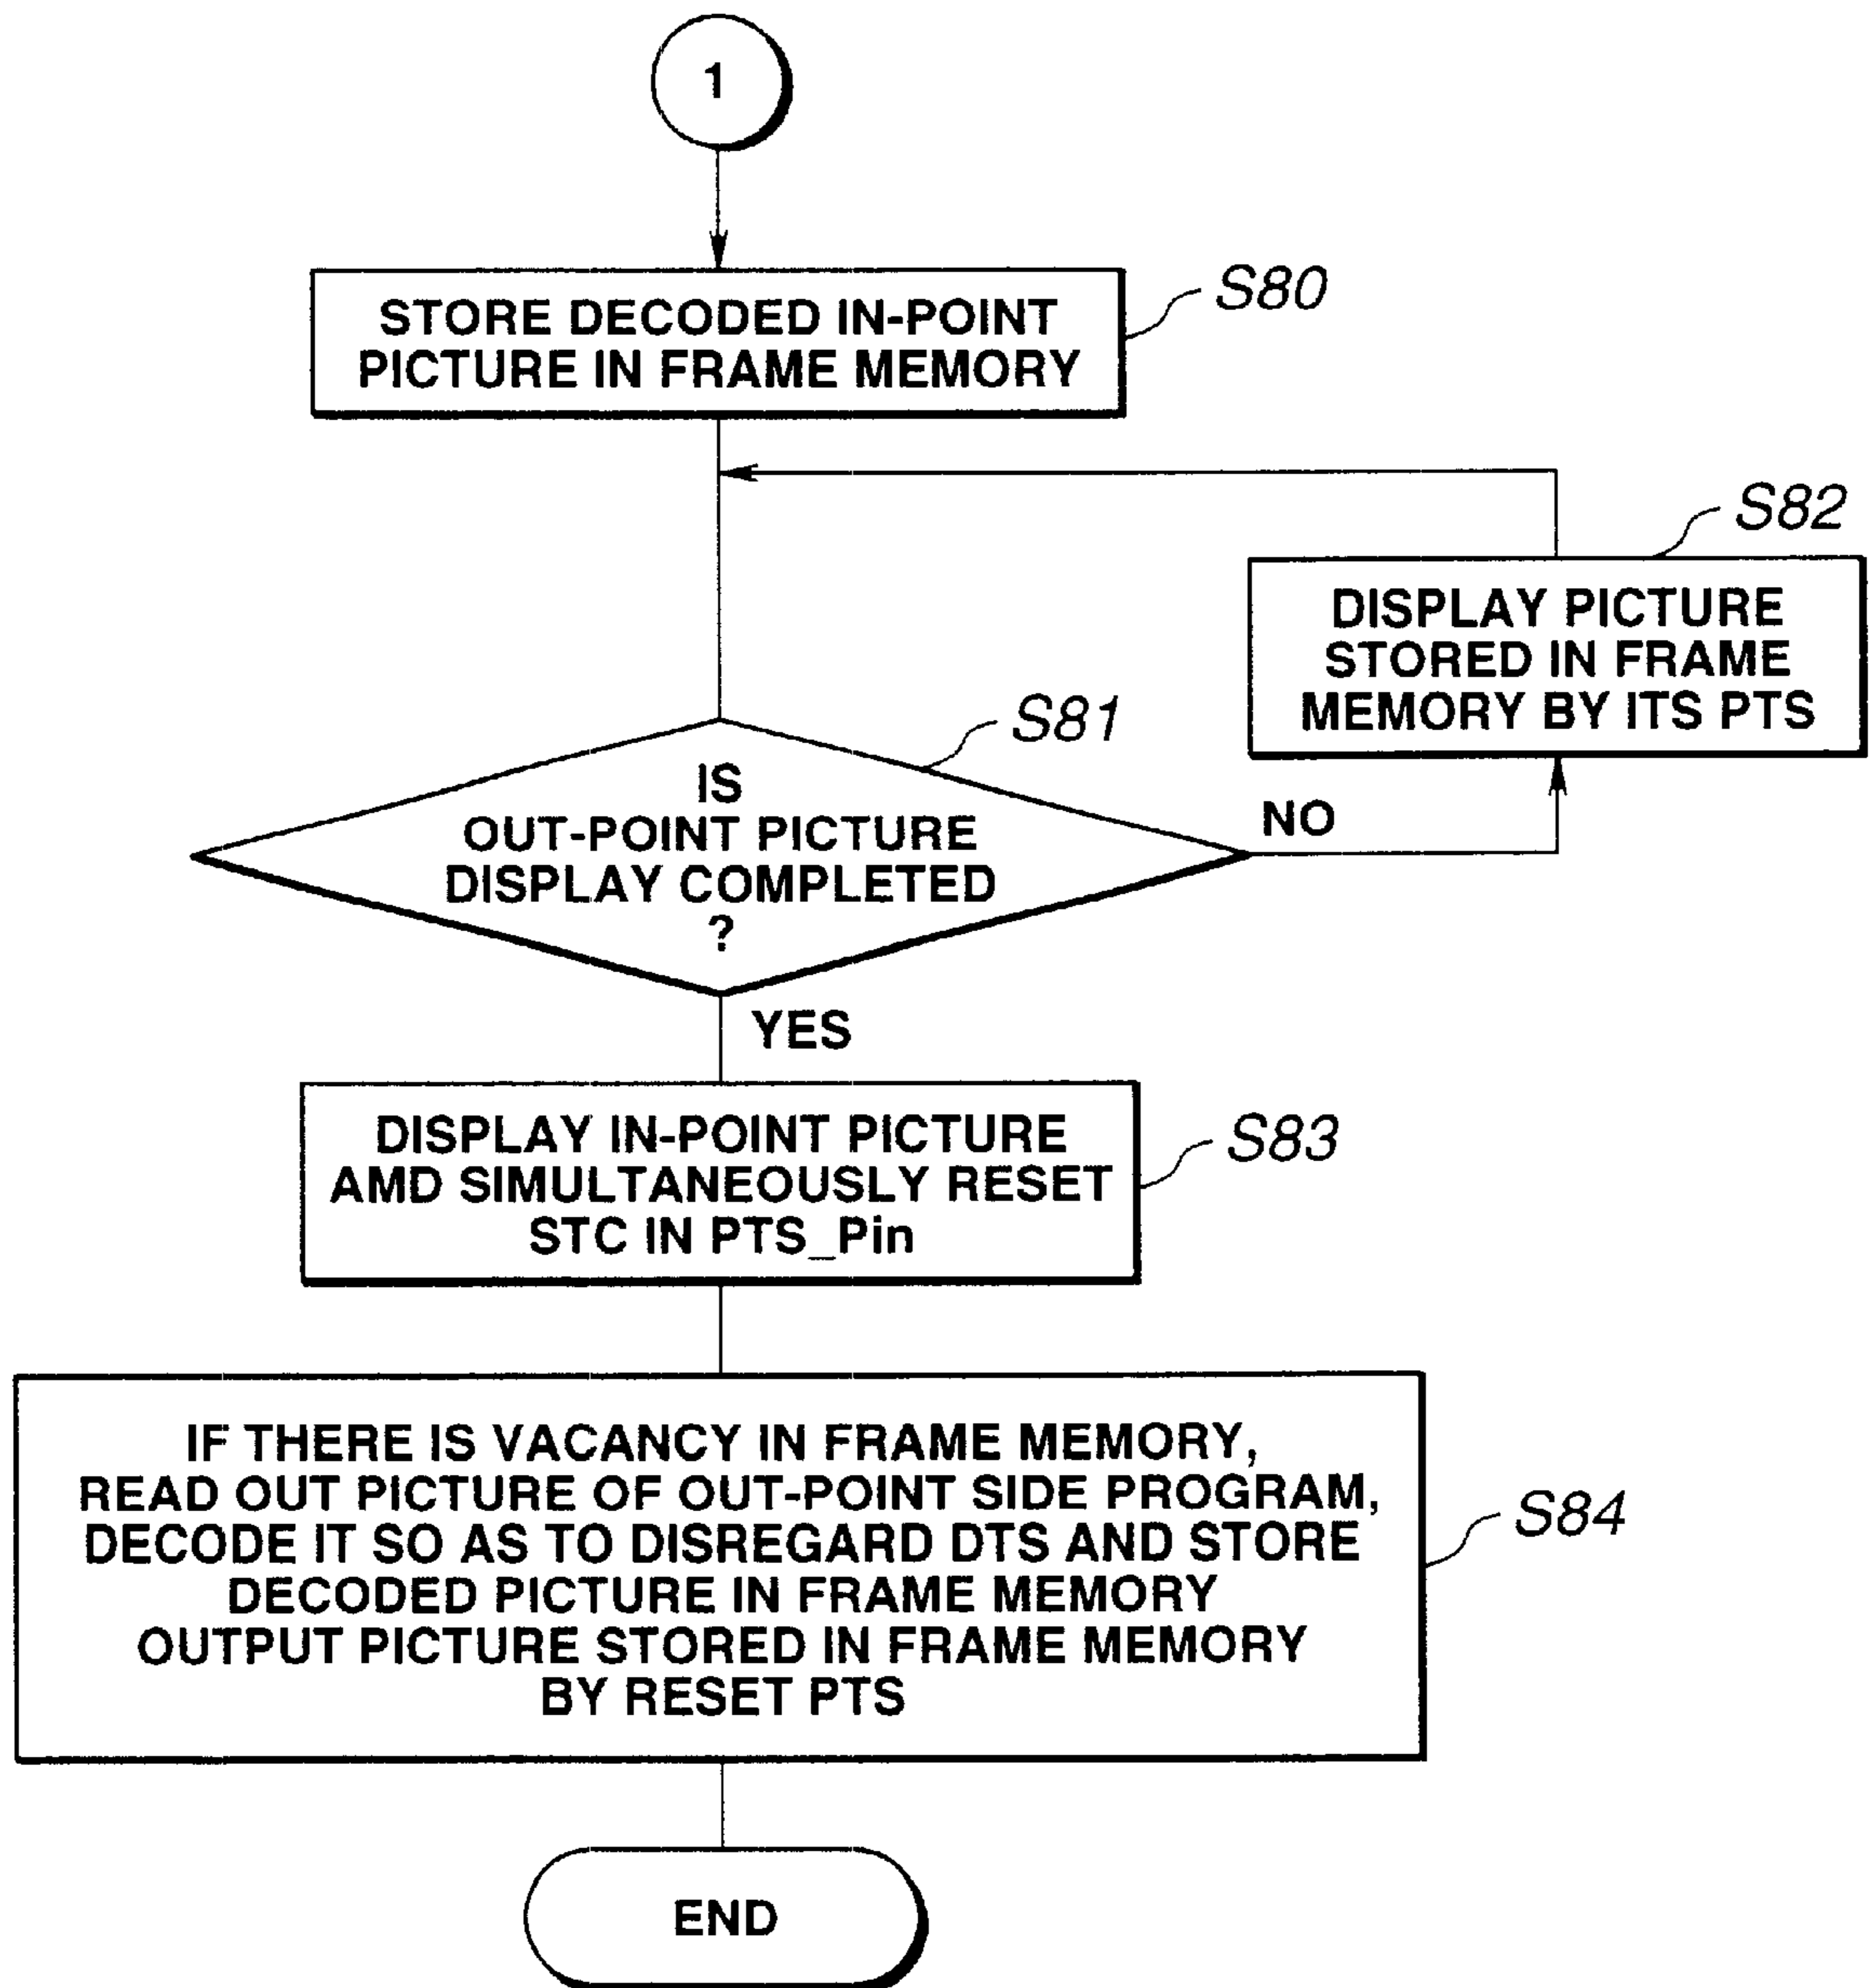 1
STORE DECODED IN-POINT
PICTURE IN FRAME MEMORY
S80
S82
DISPLAY PICTURE
STORED IN FRAME
MEMORY BY ITS PTS
S81
IS
OUT-POINT PICTURE
DISPLAY COMPLETED
?
NO
YES
DISPLAY IN-POINT PICTURE
AMD SIMULTANEOUSLY RESET
STC IN PTS_Pin
S83
IF THERE IS VACANCY IN FRAME MEMORY,
READ OUT PICTURE OF OUT-POINT SIDE PROGRAM,
DECODE IT SO AS TO DISREGARD DTS AND STORE
DECODED PICTURE IN FRAME MEMORY
OUTPUT PICTURE STORED IN FRAME MEMORY
BY RESET PTS
S84
END